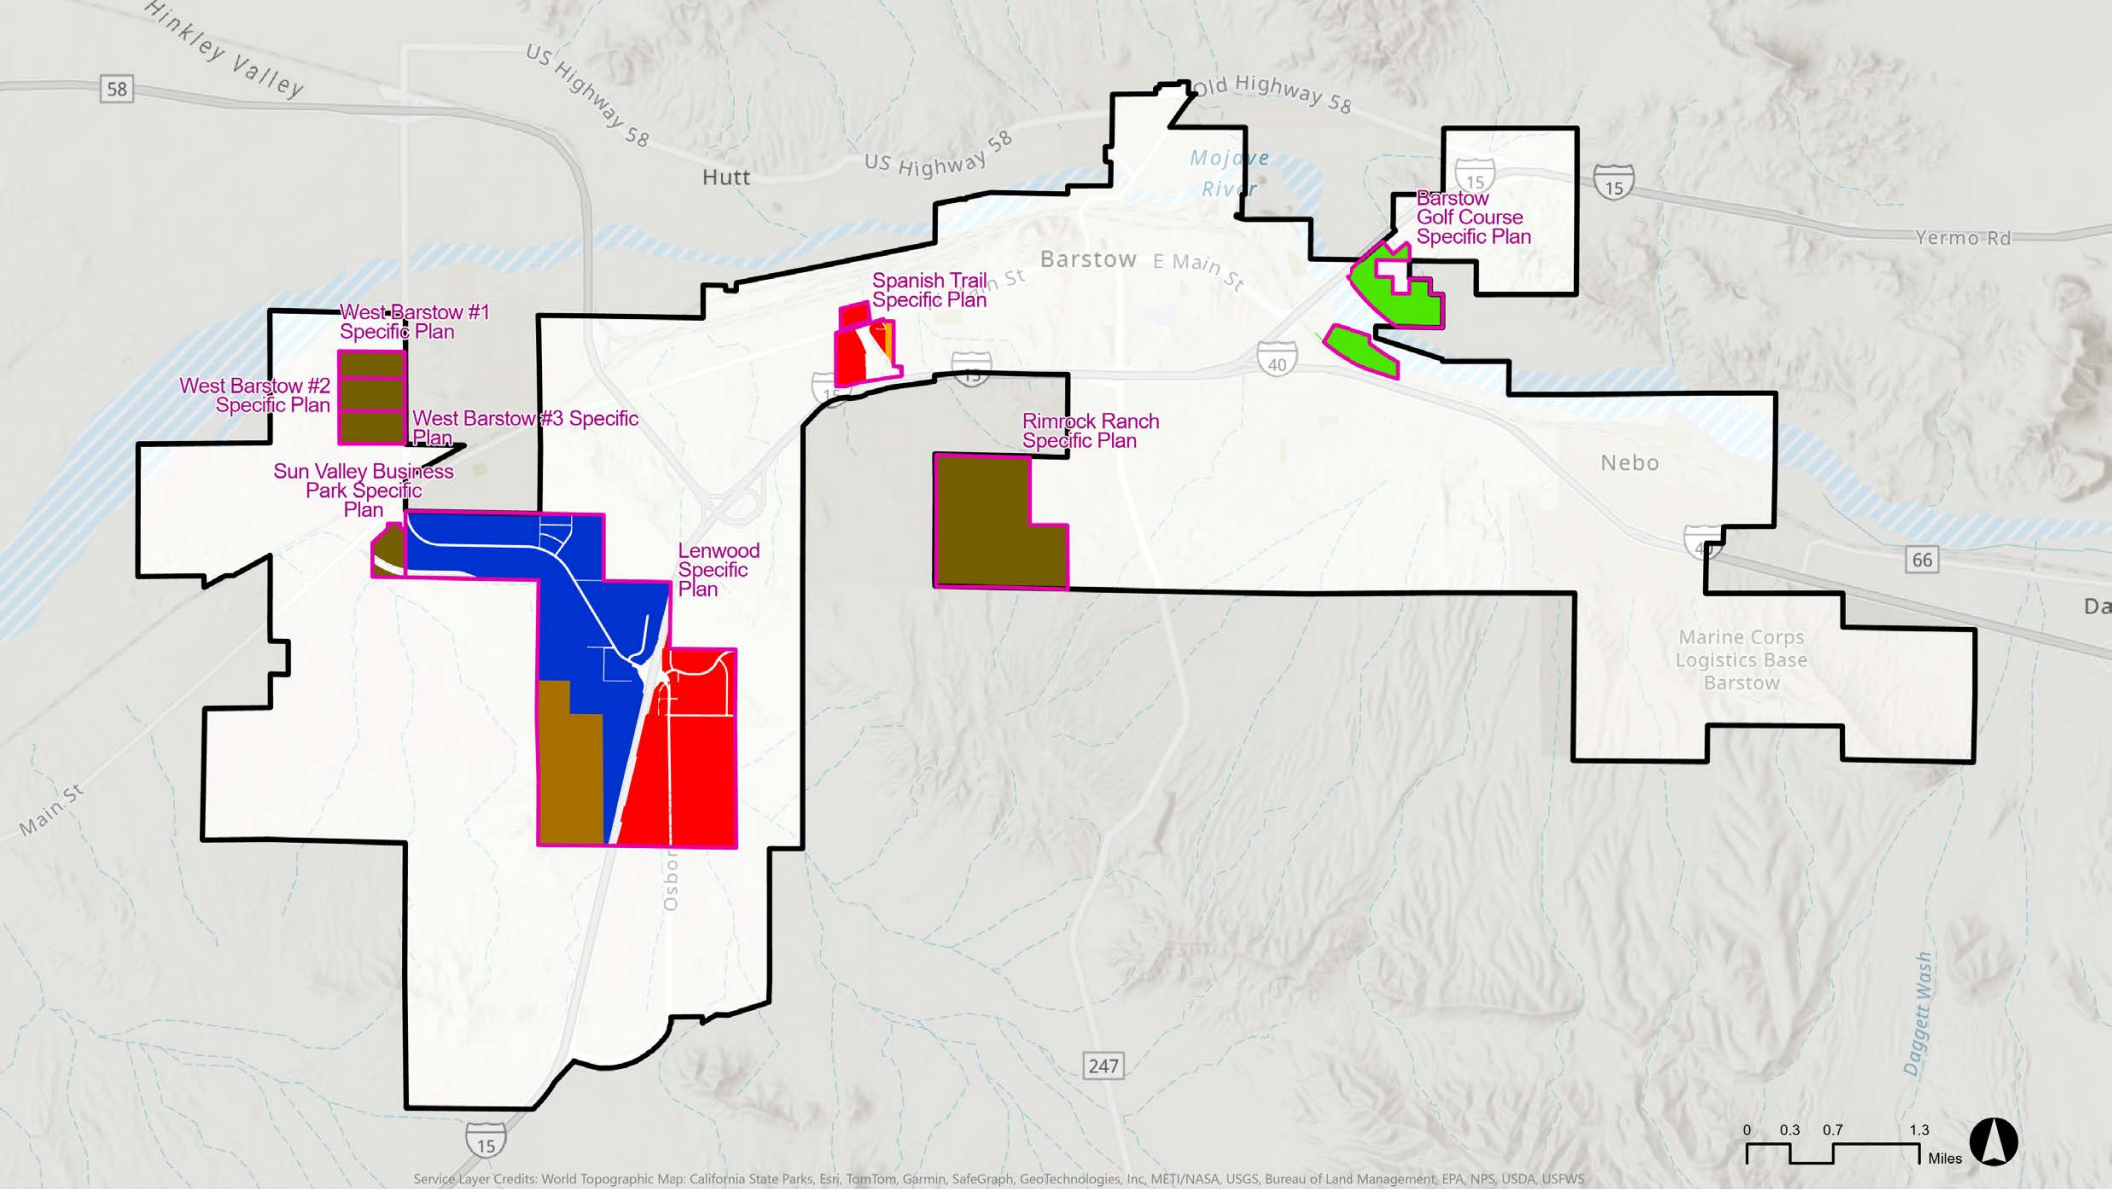 Hinkley Valley
58
US Highway 58
US Highway 58
Old Highway 58
Hutt
Mojave
River
15
15
Yermo Rd
Barstow
Golf Course
Specific Plan
Barstow
E Main St
Spanish Trail
Specific Plan
St
West Barstow #1
Specific Plan
West Barstow #2
Specific Plan
West Barstow #3 Specific
Plan
15
15
40
Rimrock Ranch
Specific Plan
Nebo
Sun Valley Business
Park Specific
Plan
Lenwood
Specific
Plan
40
66
Da
Marine Corps
Logistics Base
Barstow
Main St
Osbor
Daggett Wash
247
15
0 0.3 0.7 1.3
Miles
Service Layer Credits: World Topographic Map: California State Parks, Esri, TomTom, Garmin, SafeGraph, GeoTechnologies, Inc, METI/NASA, USGS, Bureau of Land Management, EPA, NPS, USDA, USFWS